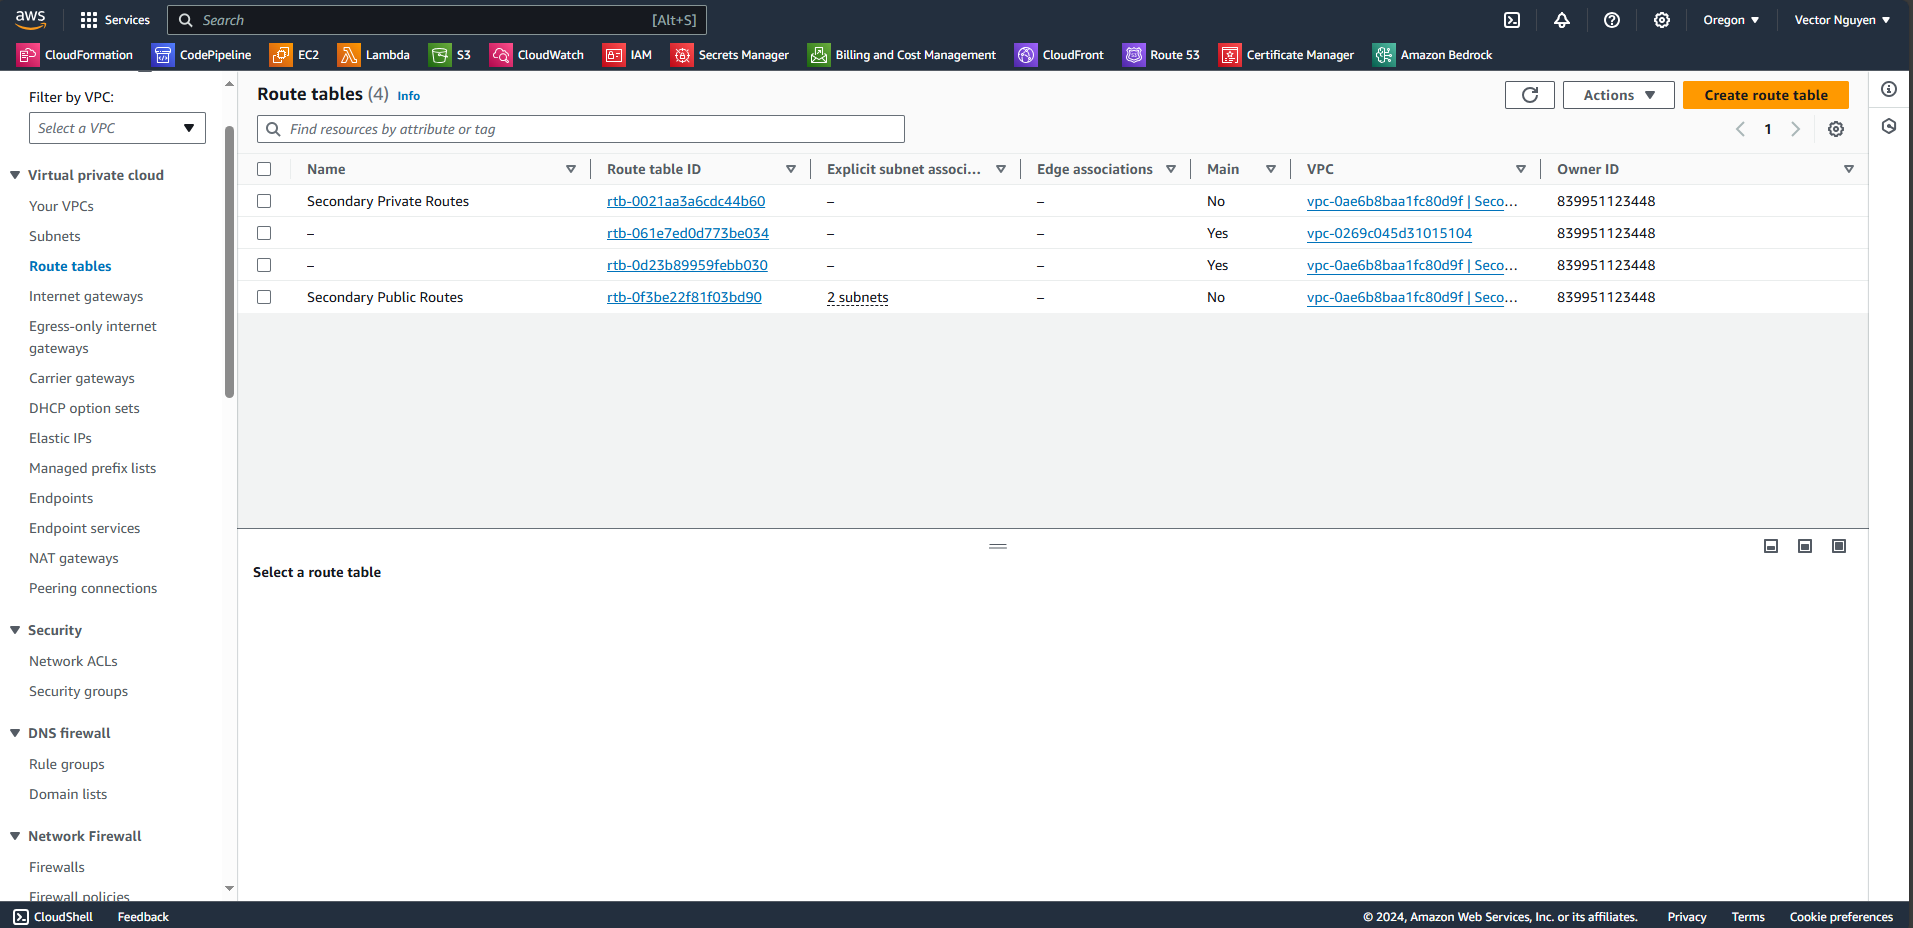 aws
Services
Search
[Alt+S]
Oregon
Vector Nguyen
CloudFormation
CodePipeline
EC2
Lambda
S3
CloudWatch
IAM
Secrets Manager
Billing and Cost Management
CloudFront
Route 53
Certificate Manager
Amazon Bedrock
Filter by VPC:
Select a VPC
Virtual private cloud
Your VPCs
Subnets
Route tables
Internet gateways
Egress-only internet
gateways
Carrier gateways
DHCP option sets
Elastic IPs
Managed prefix lists
Endpoints
Endpoint services
NAT gateways
Peering connections
Security
Network ACLs
Security groups
DNS firewall
Rule groups
Domain lists
Network Firewall
Firewalls
Firewall policies
Route tables (4) Info
Actions
Create route table
Find resources by attribute or tag
1
Name Route table ID Explicit subnet associ... Edge associations Main VPC Owner ID
Secondary Private Routes rtb-0021aa3a6cdc44b60 – – No vpc-0ae6b8baa1fc80d9f | Seco... 839951123448
– rtb-061e7ed0d773be034 – – Yes vpc-0269c045d31015104 839951123448
– rtb-0d23b89959febb030 – – Yes vpc-0ae6b8baa1fc80d9f | Seco... 839951123448
Secondary Public Routes rtb-0f3be22f81f03bd90 2 subnets – No vpc-0ae6b8baa1fc80d9f | Seco... 839951123448
Select a route table
CloudShell
Feedback
© 2024, Amazon Web Services, Inc. or its affiliates.
Privacy
Terms
Cookie preferences